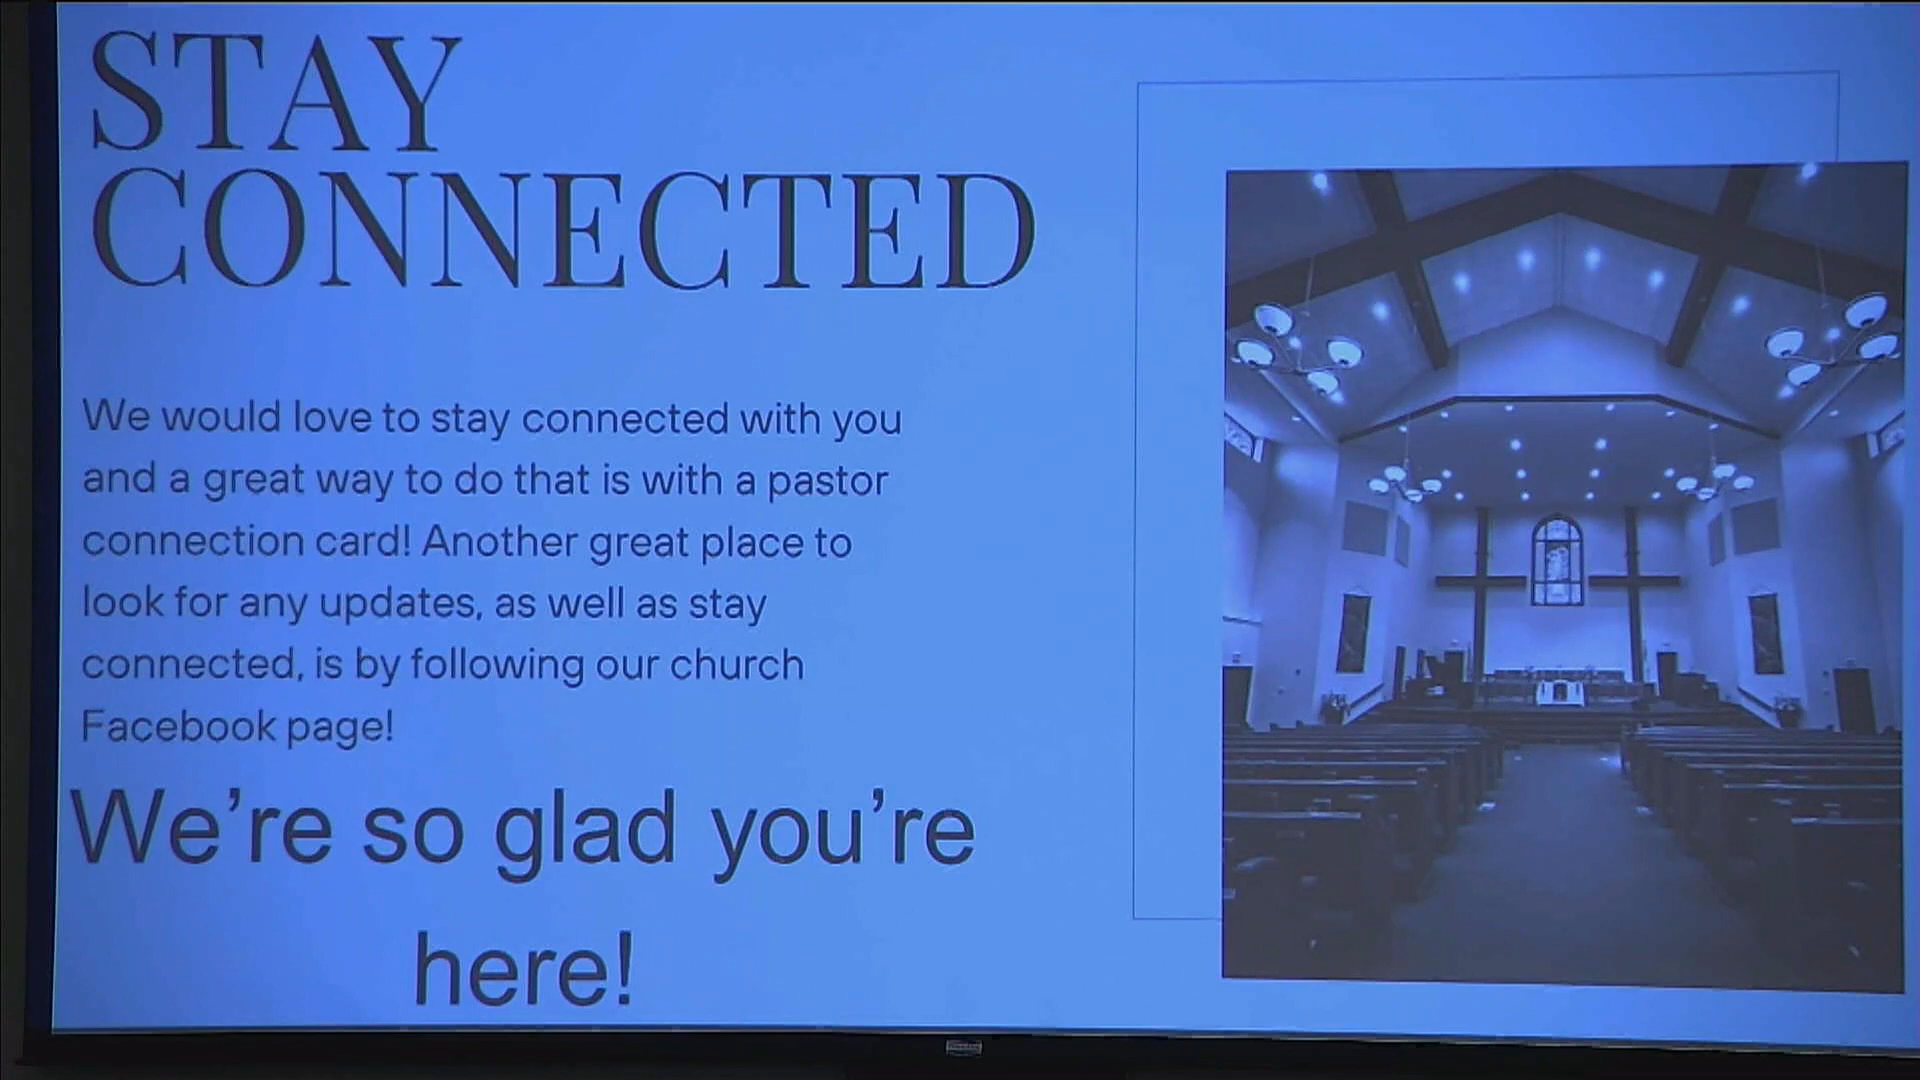 STAY
CONNECTED
We would love to stay connected with you
and a great way to do that is with a pastor
connection card! Another great place to
look for any updates, as well as stay
connected, is by following our church
Facebook page!
We're so glad you're
here!